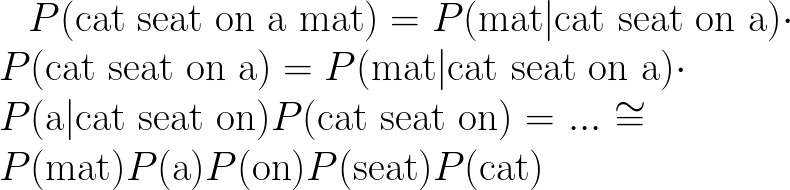 P(cat seat on a mat) = P(mat|cat seat on a)·
P(cat seat on a) = P(mat|cat seat on a)·
P(a|cat seat on)P(cat seat on) = ... ≅
P(mat)P(a)P(on)P(seat)P(cat)